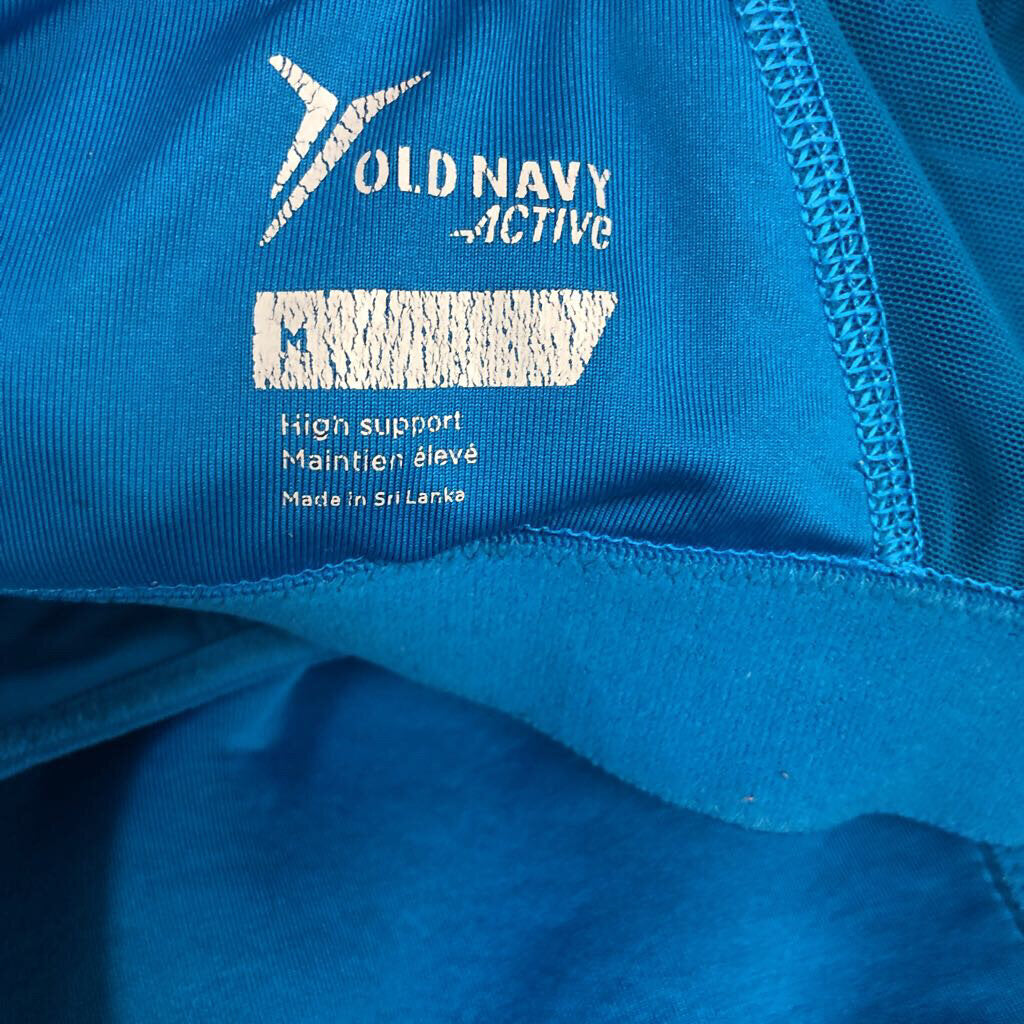 OLD NAVY
ACTIVE
M
High support
Maintien élevé
Made in Sri Lanka